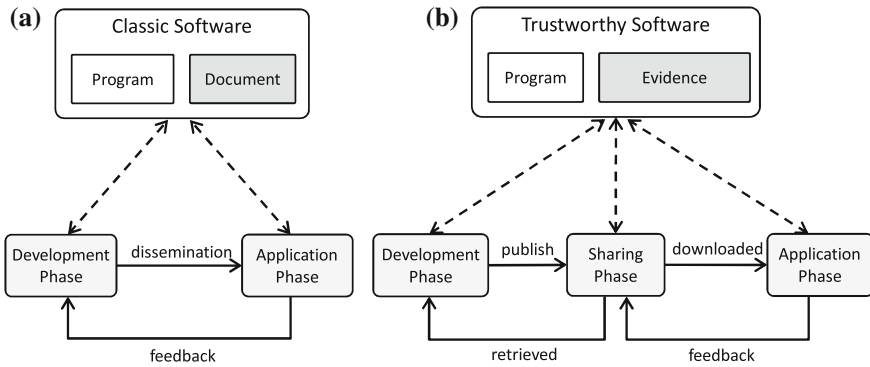 (a)
Classic Software
Program
Document
Development
Phase
dissemination
Application
Phase
feedback
(b)
Trustworthy Software
Program
Evidence
Development
Phase
publish
Sharing
Phase
downloaded
Application
Phase
retrieved
feedback